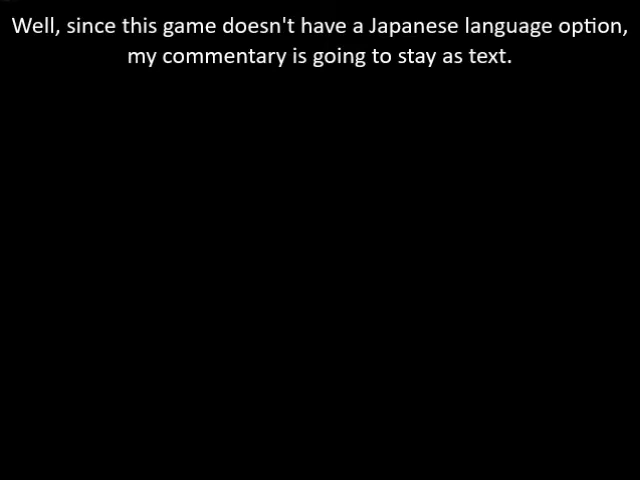 Well, since this game doesn't have a Japanese language option,
my commentary is going to stay as text.